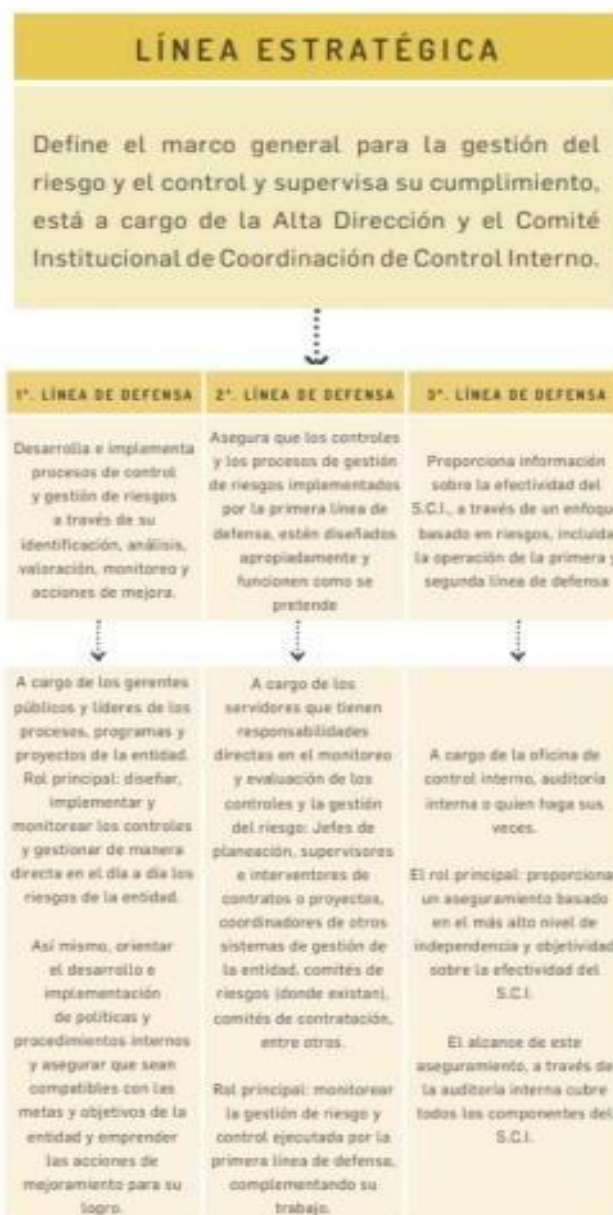 LÍNEA ESTRATÉGICA
Define el marco general para la gestión del
riesgo y el control y supervisa su cumplimiento,
está a cargo de la Alta Dirección y el Comité
Institucional de Coordinación de Control Interno.
1ª. LÍNEA DE DEFENSA
Desarrolla e implementa
procesos de control
y gestión de riesgos
a través de su
identificación, análisis,
valoración, monitoreo y
acciones de mejora.
A cargo de los gerentes
públicos y líderes de los
procesos, programas y
proyectos de la entidad.
Rol principal: diseñar,
implementar y
monitorear los controles
y gestionar de manera
directa en el día a día los
riesgos de la entidad.
Así mismo, orientar
el desarrollo e
implementación
de políticas y
procedimientos internos
y asegurar que sean
compatibles con las
metas y objetivos de la
entidad y emprender
las acciones de
mejoramiento para su
logro.
2ª. LÍNEA DE DEFENSA
Asegura que los controles
y los procesos de gestión
de riesgos implementados
por la primera línea de
defensa, estén diseñados
apropiadamente y
funcionen como se
pretende
A cargo de los
servidores que tienen
responsabilidades
directas en el monitoreo
y evaluación de los
controles y la gestión
del riesgo: Jefes de
planeación, supervisores
e interventores de
contratos o proyectos,
coordinadores de otros
sistemas de gestión de
la entidad, comités de
riesgos (donde existan),
comités de contratación,
entre otros.
Rol principal: monitorear
la gestión de riesgo y
control ejecutada por la
primera línea de defensa,
complementando su
trabajo.
3ª. LÍNEA DE DEFENSA
Proporciona información
sobre la efectividad del
S.C.I., a través de un enfoqu
basado en riesgos, incluida
la operación de la primera y
segunda línea de defensa
A cargo de la oficina de
control interno, auditoría
interna o quien haga sus
veces.
El rol principal: proporciona
un aseguramiento basado
en el más alto nivel de
independencia y objetividad
sobre la efectividad del
S.C.I.
El alcance de este
aseguramiento, a través de
la auditoría interna cubre
todos los componentes del
S.C.I.